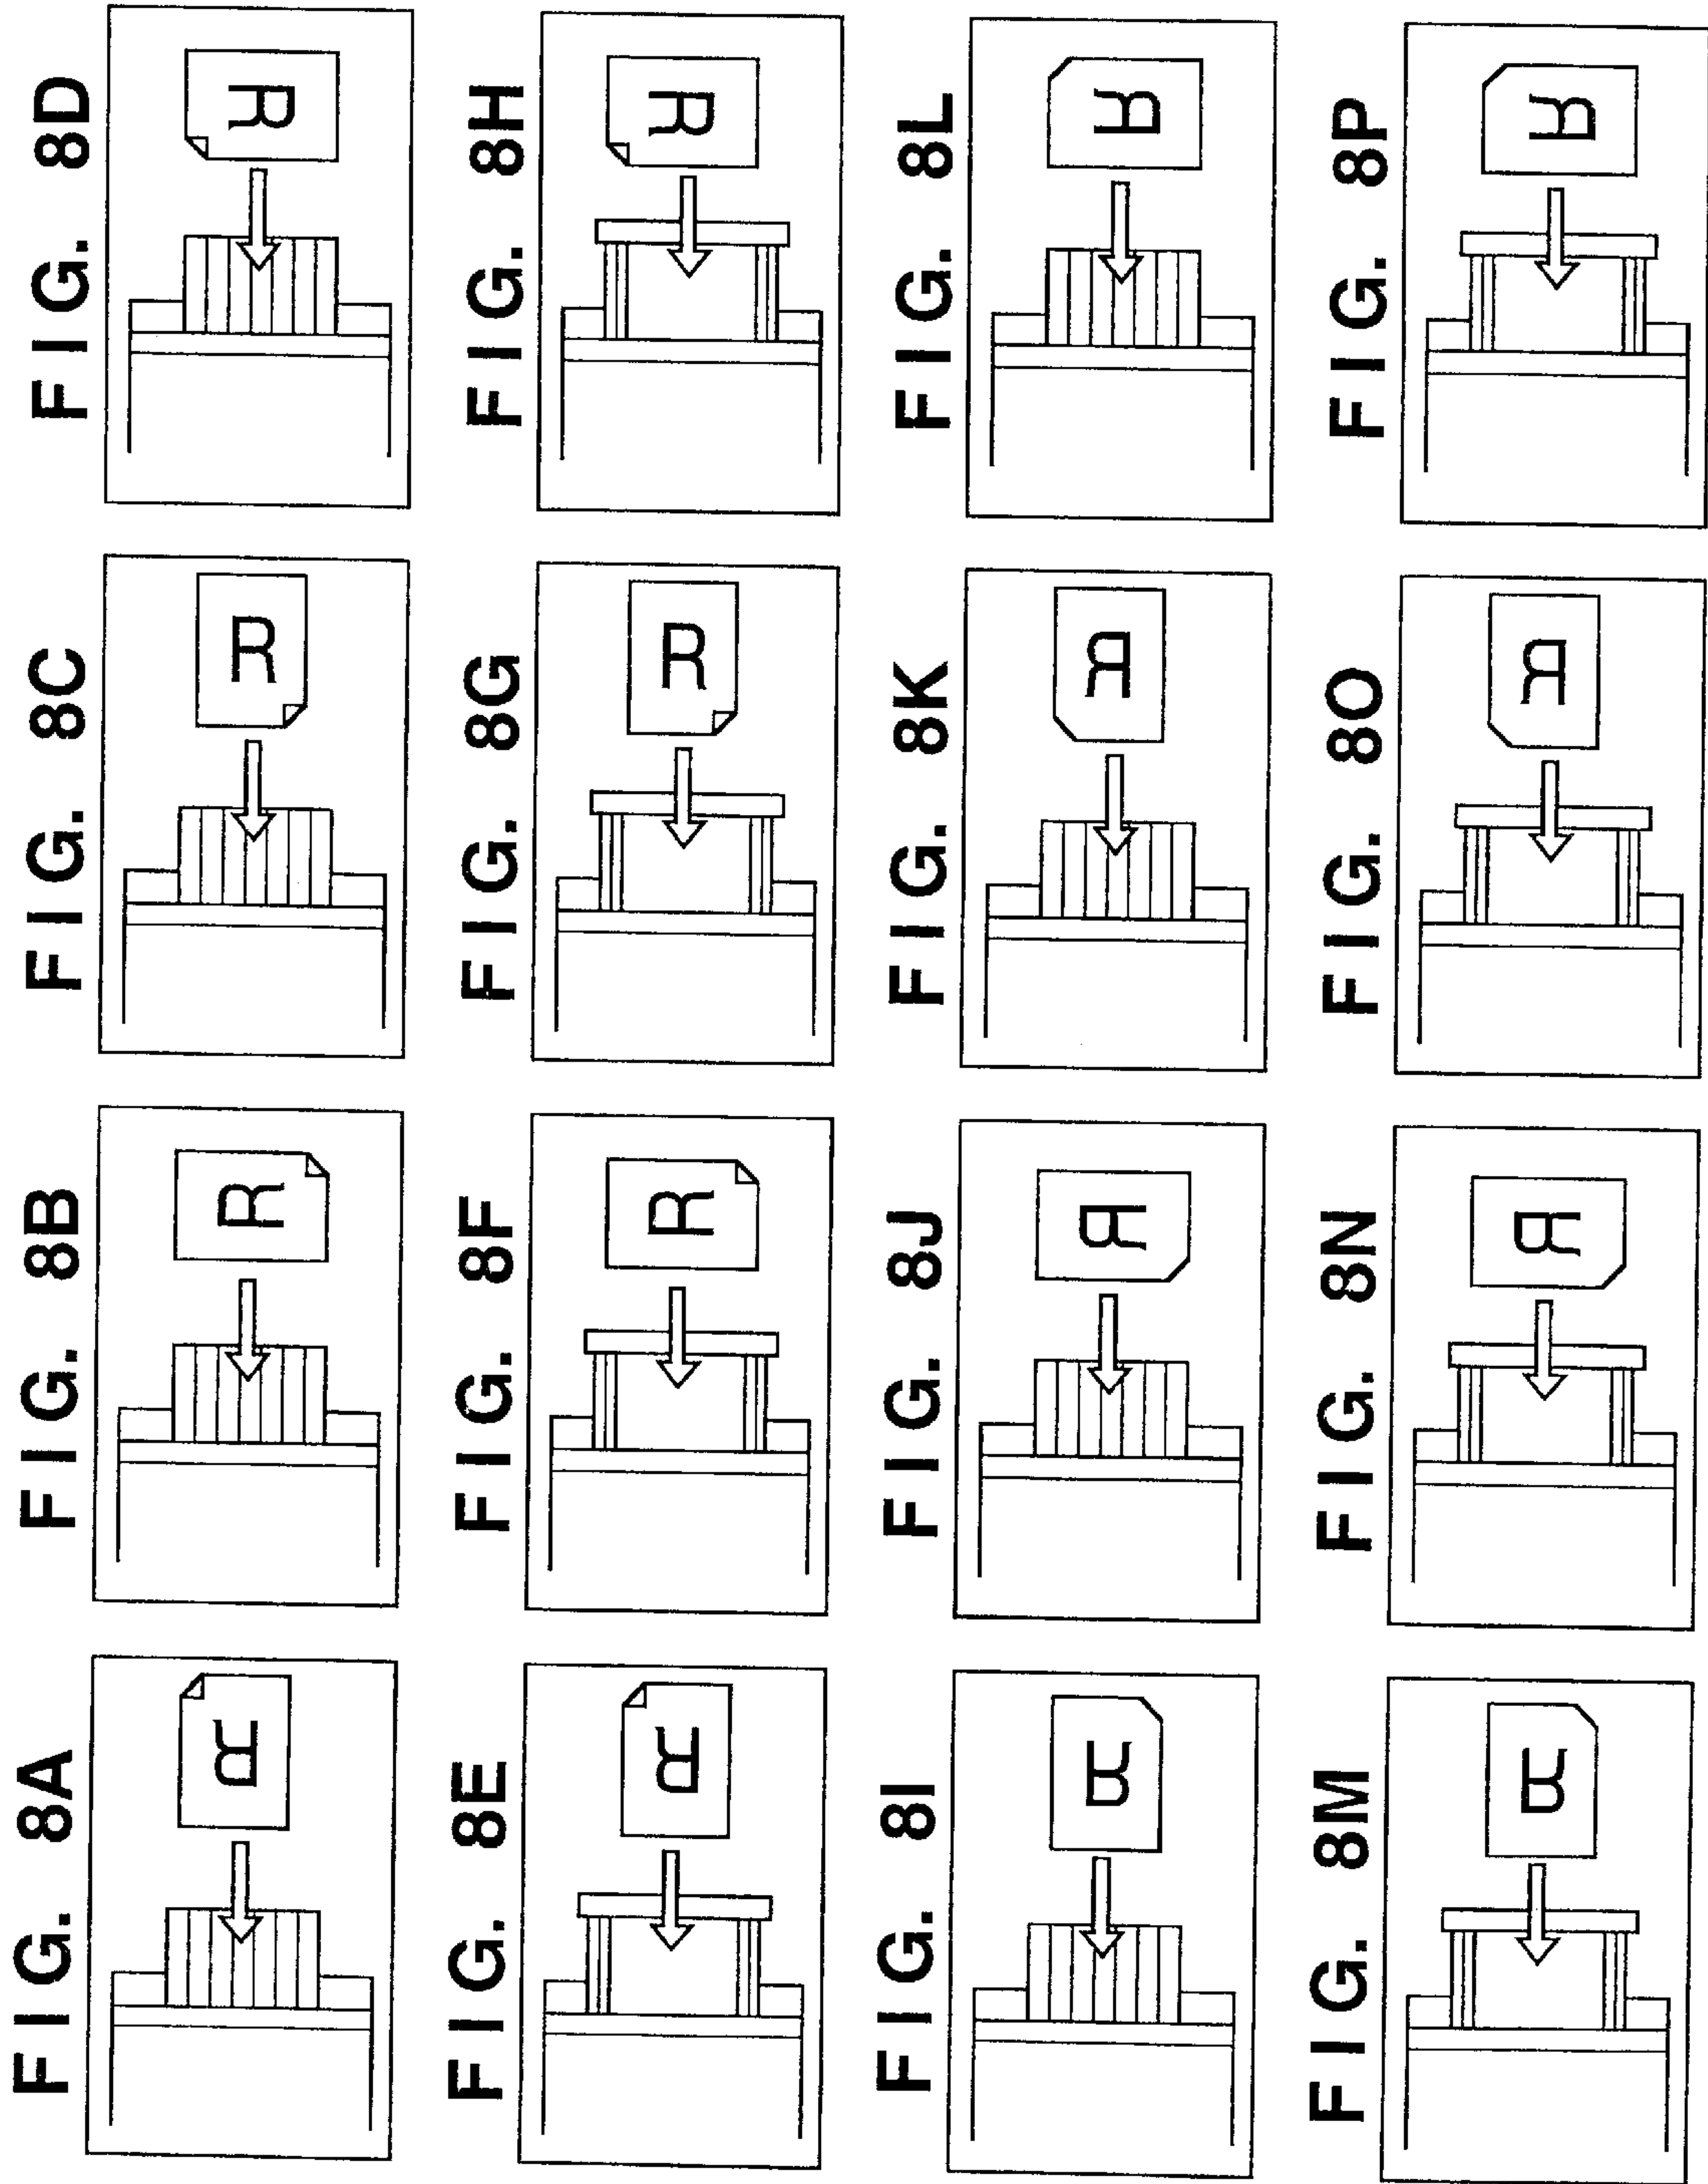 FIG. 8A
R
FIG. 8B
R
FIG. 8C
R
FIG. 8D
R
FIG. 8E
R
FIG. 8F
R
FIG. 8G
R
FIG. 8H
R
FIG. 8I
R
FIG. 8J
R
FIG. 8K
R
FIG. 8L
R
FIG. 8M
R
FIG. 8N
R
FIG. 8O
R
FIG. 8P
R